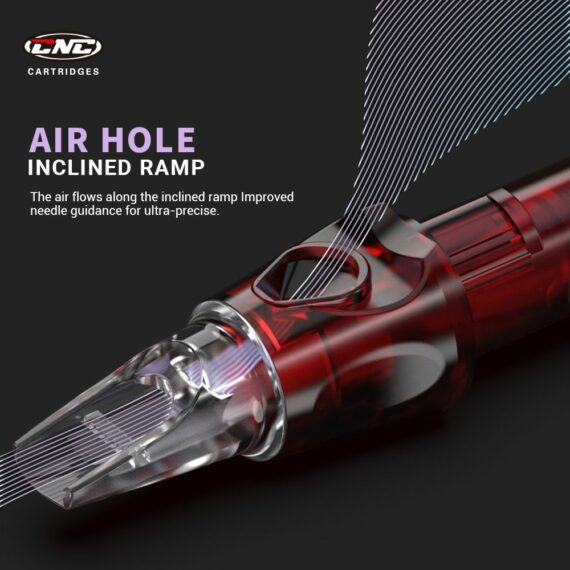 CNC
CARTRIDGES
AIR HOLE
INCLINED RAMP
The air flows along the inclined ramp Improved
needle guidance for ultra-precise.